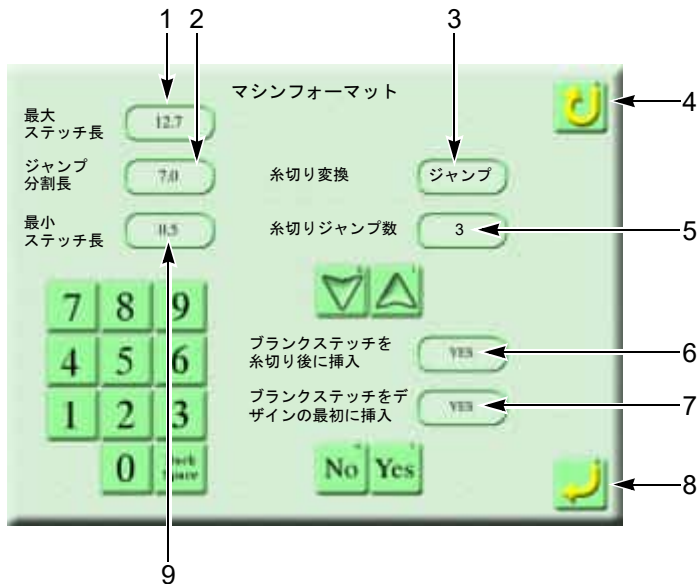 1
2
3
マシンフォーマット
4
最大
ステッチ長
12.7
ジャンプ
分割長
7.0
糸切り変換
ジャンプ
最小
ステッチ長
0.5
糸切りジャンプ数
3
5
7 8 9
4 5 6
1 2 3
0 Back Space
ブランクステッチを
糸切り後に挿入
YES
6
ブランクステッチをデ
ザインの最初に挿入
YES
7
No Yes
8
9